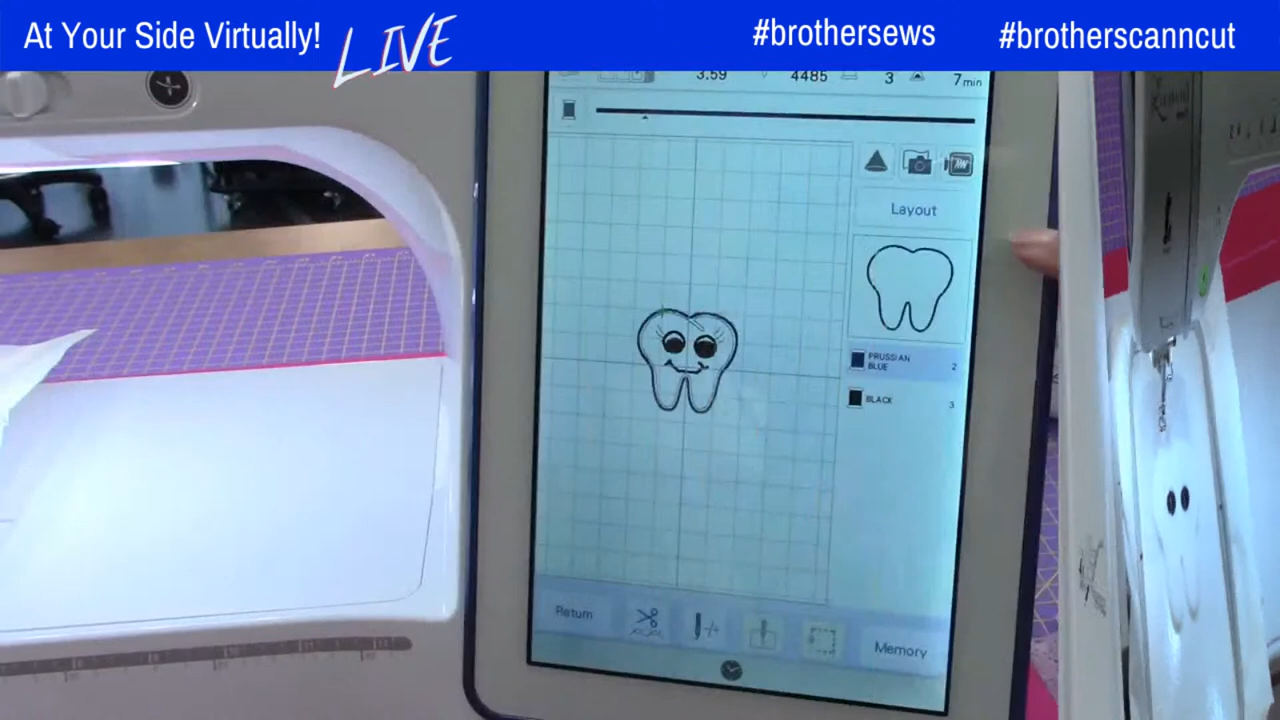 At Your Side Virtually! LIVE
#brothersews #brotherscanncut
3.59 4485 3 7min
Layout
PRUSSIAN
BLUE 2
BLACK 3
Return
Memory